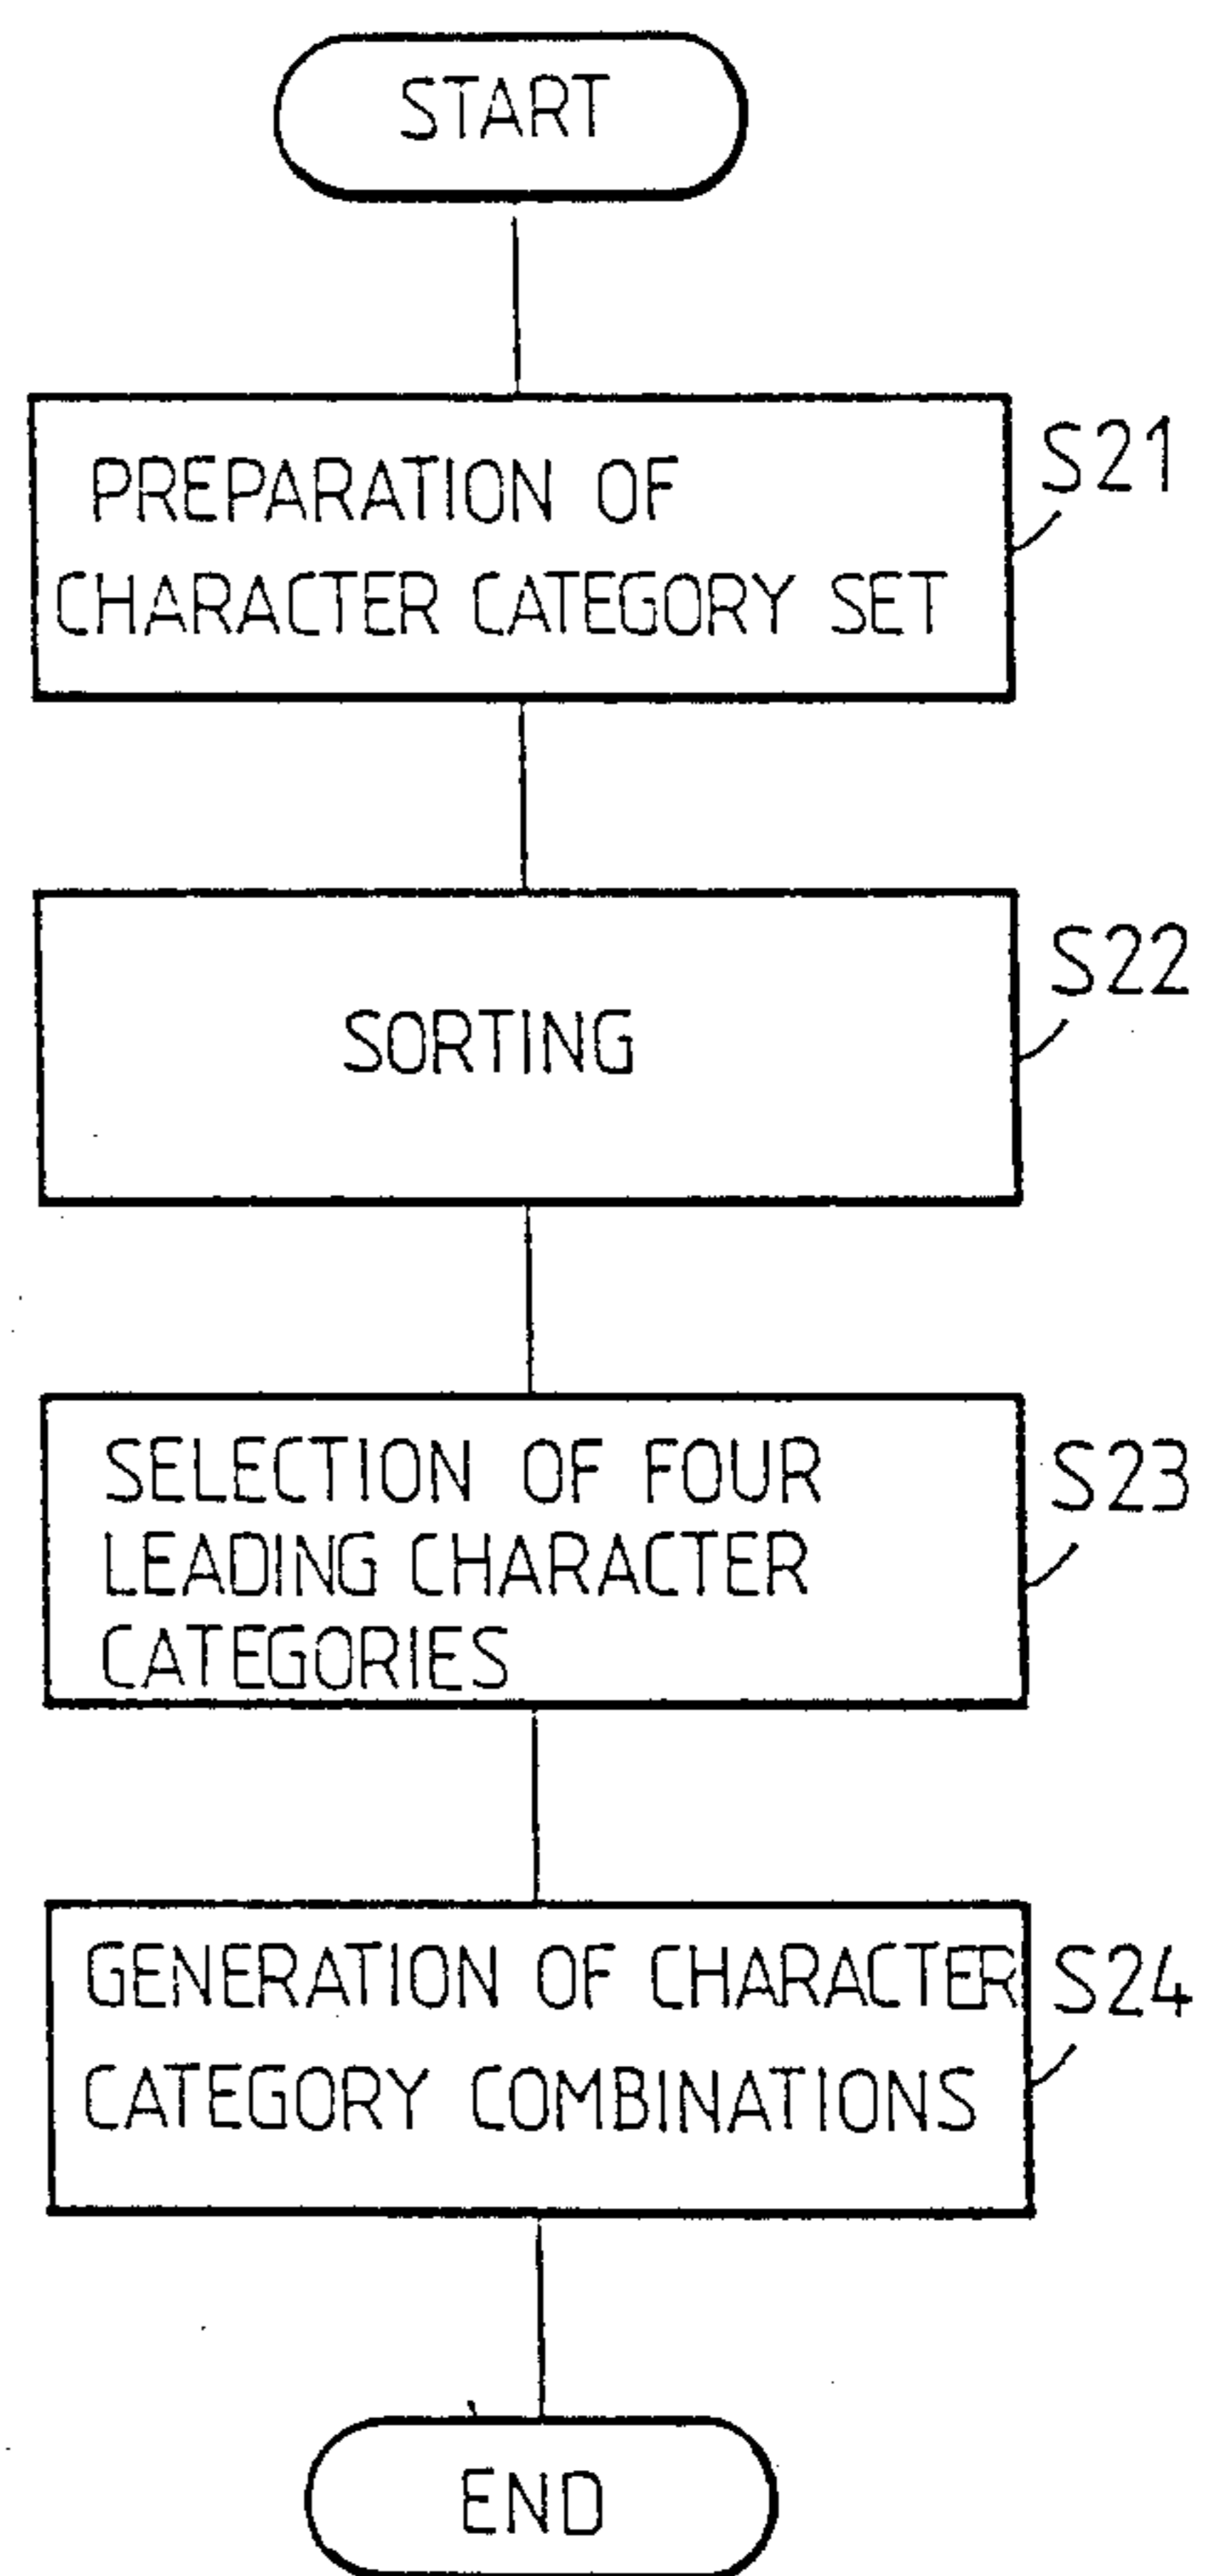 START
PREPARATION OF
CHARACTER CATEGORY SET
S21
SORTING
S22
SELECTION OF FOUR
LEADING CHARACTER
CATEGORIES
S23
GENERATION OF CHARACTER
CATEGORY COMBINATIONS
S24
END